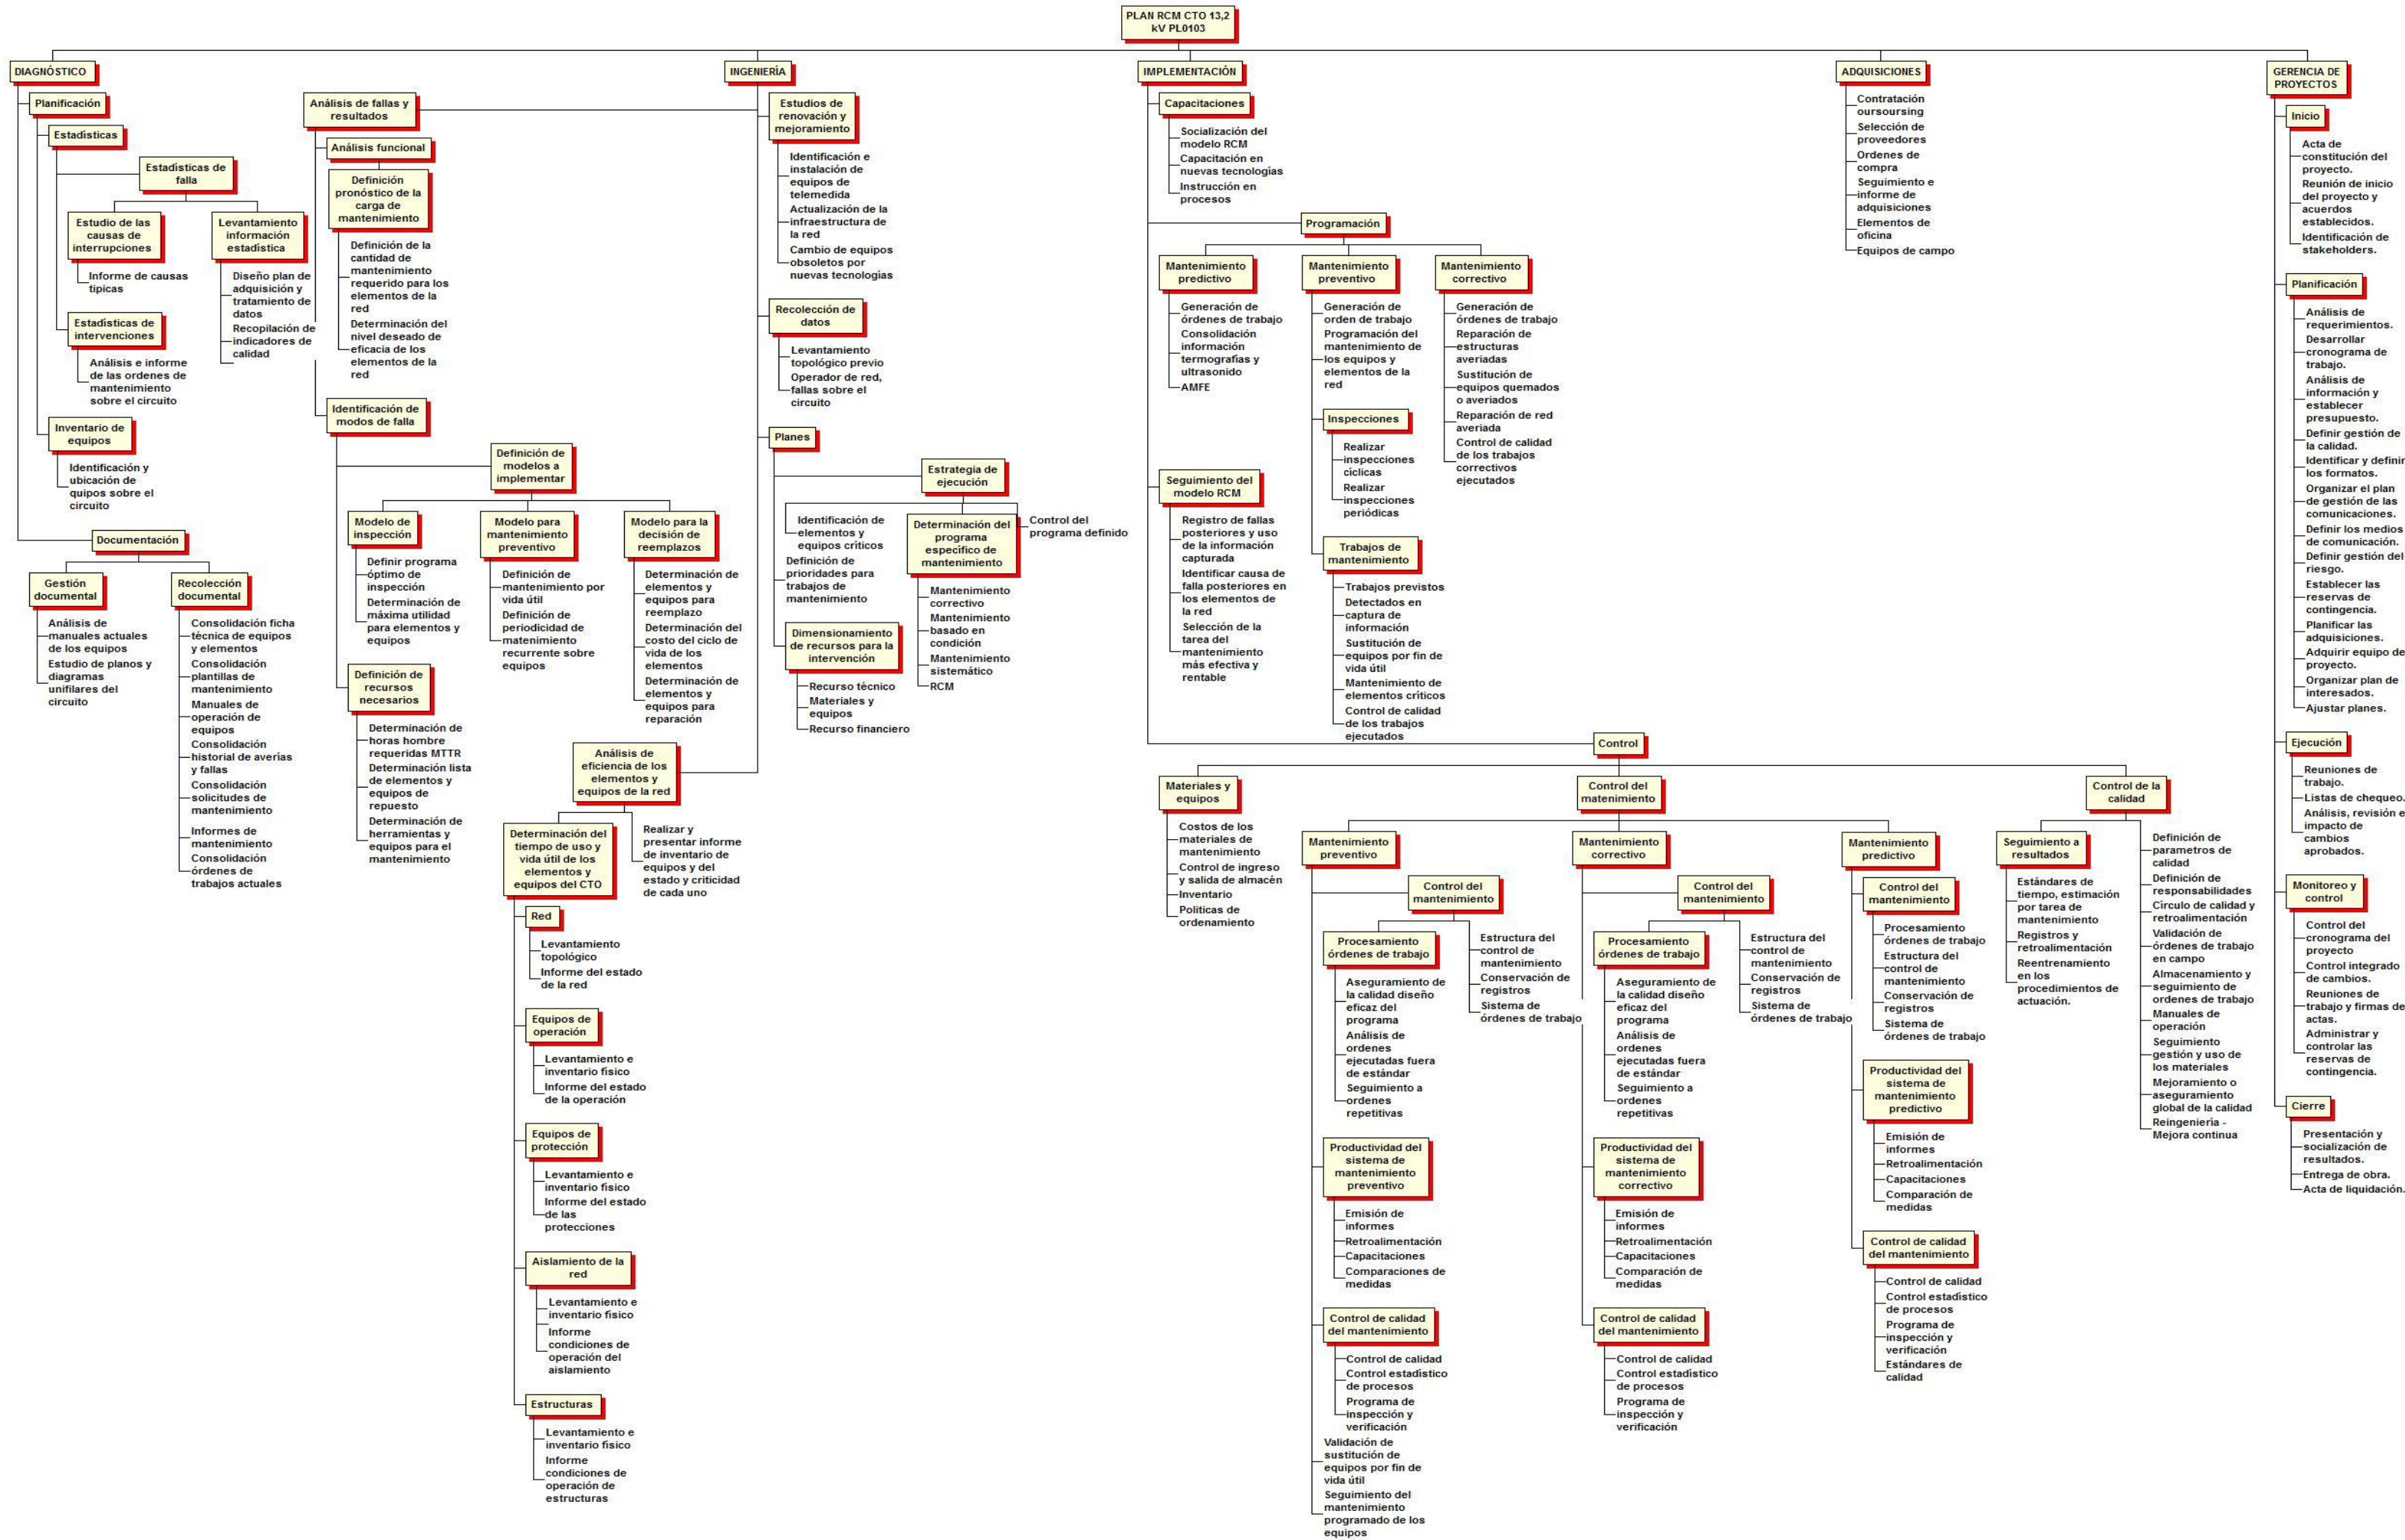 PLAN RCM CTO 13,2
kV PL0103
DIAGNÓSTICO
Planificación
Estadísticas
Estadísticas de
falla
Estudio de las
causas de
interrupciones
Informe de causas
tipicas
Levantamiento
información
estadística
Diseño plan de
adquisición y
tratamiento de
datos
Recopilación de
indicadores de
calidad
Estadísticas de
intervenciones
Análisis e informe
de las ordenes de
mantenimiento
sobre el circuito
Inventario de
equipos
Identificación y
ubicación de
quipos sobre el
circuito
Documentación
Gestión
documental
Análisis de
manuales actuales
de los equipos
Estudio de planos y
diagramas
unifilares del
circuito
Recolección
documental
Consolidación ficha
técnica de equipos
y elementos
Consolidación
plantillas de
mantenimiento
Manuales de
operación de
equipos
Consolidación
historial de averías
y fallas
Consolidación
solicitudes de
mantenimiento
Informes de
mantenimiento
Consolidación
órdenes de
trabajos actuales
INGENIERÍA
Análisis de fallas y
resultados
Análisis funcional
Definición
pronóstico de la
carga de
mantenimiento
Definición de la
cantidad de
mantenimiento
requerido para los
elementos de la
red
Determinación del
nivel deseado de
eficacia de los
elementos de la
red
Identificación de
modos de falla
Definición de
modelos a
implementar
Modelo de
inspección
Definir programa
óptimo de
inspección
Determinación de
máxima utilidad
para elementos y
equipos
Modelo para
mantenimiento
preventivo
Definición de
mantenimiento por
vida útil
Definición de
periodicidad de
matenimiento
recurrente sobre
equipos
Modelo para la
decisión de
reemplazos
Determinación de
elementos y
equipos para
reemplazo
Determinación del
costo del ciclo de
vida de los
elementos
Determinación de
elementos y
equipos para
reparación
Definición de
recursos
necesarios
Determinación de
horas hombre
requeridas MTTR
Determinación lista
de elementos y
equipos de
repuesto
Determinación de
herramientas y
equipos para el
mantenimiento
Estudios de
renovación y
mejoramiento
Identificación e
instalación de
equipos de
telemedida
Actualización de la
infraestructura de
la red
Cambio de equipos
obsoletos por
nuevas tecnologías
Recolección de
datos
Levantamiento
topológico previo
Operador de red,
fallas sobre el
circuito
Planes
Estrategia de
ejecución
Identificación de
elementos y
equipos críticos
Definición de
prioridades para
trabajos de
mantenimiento
Determinación del
programa
específico de
mantenimiento
Mantenimiento
correctivo
Mantenimiento
basado en
condición
Mantenimiento
sistemático
RCM
Control del
programa definido
Dimensionamiento
de recursos para la
intervención
Recurso técnico
Materiales y
equipos
Recurso financiero
Análisis de
eficiencia de los
elementos y
equipos de la red
Determinación del
tiempo de uso y
vida útil de los
elementos y
equipos del CTO
Realizar y
presentar informe
de inventario de
equipos y del
estado y criticidad
de cada uno
Red
Levantamiento
topológico
Informe del estado
de la red
Equipos de
operación
Levantamiento e
inventario físico
Informe del estado
de la operación
Equipos de
protección
Levantamiento e
inventario físico
Informe del estado
de las
protecciones
Aislamiento de la
red
Levantamiento e
inventario físico
Informe
condiciones de
operación del
aislamiento
Estructuras
Levantamiento e
inventario físico
Informe
condiciones de
operación de
estructuras
IMPLEMENTACIÓN
Capacitaciones
Socialización del
modelo RCM
Capacitación en
nuevas tecnologías
Instrucción en
procesos
Programación
Mantenimiento
predictivo
Generación de
órdenes de trabajo
Consolidación
información
termografías y
ultrasonido
AMFE
Mantenimiento
preventivo
Generación de
orden de trabajo
Programación del
mantenimiento de
los equipos y
elementos de la
red
Inspecciones
Realizar
inspecciones
cíclicas
Realizar
inspecciones
periódicas
Trabajos de
mantenimiento
Trabajos previstos
Detectados en
captura de
información
Sustitución de
equipos por fin de
vida útil
Mantenimiento de
elementos críticos
Control de calidad
de los trabajos
ejecutados
Mantenimiento
correctivo
Generación de
órdenes de trabajo
Reparación de
estructuras
averiadas
Sustitución de
equipos quemados
o averiados
Reparación de red
averiada
Control de calidad
de los trabajos
correctivos
ejecutados
Seguimiento del
modelo RCM
Registro de fallas
posteriores y uso
de la información
capturada
Identificar causa de
falla posteriores en
los elementos de
la red
Selección de la
tarea del
mantenimiento
más efectiva y
rentable
Control
Materiales y
equipos
Costos de los
materiales de
mantenimiento
Control de ingreso
y salida de almacén
Inventario
Politicas de
ordenamiento
Control del
matenimiento
Mantenimiento
preventivo
Control del
mantenimiento
Procesamiento
órdenes de trabajo
Aseguramiento de
la calidad diseño
eficaz del
programa
Análisis de
ordenes
ejecutadas fuera
de estándar
Seguimiento a
ordenes
repetitivas
Estructura del
control de
mantenimiento
Conservación de
registros
Sistema de
órdenes de trabajo
Productividad del
sistema de
mantenimiento
preventivo
Emisión de
informes
Retroalimentación
Capacitaciones
Comparaciones de
medidas
Control de calidad
del mantenimiento
Control de calidad
Control estadístico
de procesos
Programa de
inspección y
verificación
Validación de
sustitución de
equipos por fin de
vida útil
Seguimiento del
mantenimiento
programado de los
equipos
Mantenimiento
correctivo
Control del
mantenimiento
Procesamiento
órdenes de trabajo
Aseguramiento de
la calidad diseño
eficaz del
programa
Análisis de
ordenes
ejecutadas fuera
de estándar
Seguimiento a
ordenes
repetitivas
Estructura del
control de
mantenimiento
Conservación de
registros
Sistema de
órdenes de trabajo
Productividad del
sistema de
mantenimiento
correctivo
Emisión de
informes
Retroalimentación
Capacitaciones
Comparación de
medidas
Control de calidad
del mantenimiento
Control de calidad
Control estadístico
de procesos
Programa de
inspección y
verificación
Mantenimiento
predictivo
Control del
mantenimiento
Procesamiento
órdenes de trabajo
Estructura del
control de
mantenimiento
Conservación de
registros
Sistema de
órdenes de trabajo
Productividad del
sistema de
mantenimiento
predictivo
Emisión de
informes
Retroalimentación
Capacitaciones
Comparación de
medidas
Control de calidad
del mantenimiento
Control de calidad
Control estadístico
de procesos
Programa de
inspección y
verificación
Estándares de
calidad
Control de la
calidad
Seguimiento a
resultados
Estándares de
tiempo, estimación
por tarea de
mantenimiento
Registros y
retroalimentación
Reentrenamiento
en los
procedimientos de
actuación.
Definición de
parametros de
calidad
Definición de
responsabilidades
Círculo de calidad y
retroalimentación
Validación de
órdenes de trabajo
en campo
Almacenamiento y
seguimiento de
ordenes de trabajo
Manuales de
operación
Seguimiento
gestión y uso de
los materiales
Mejoramiento o
aseguramiento
global de la calidad
Reingeniería -
Mejora continua
ADQUISICIONES
Contratación
oursoursing
Selección de
proveedores
Ordenes de
compra
Seguimiento e
informe de
adquisiciones
Elementos de
oficina
Equipos de campo
GERENCIA DE
PROYECTOS
Inicio
Acta de
constitución del
proyecto.
Reunión de inicio
del proyecto y
acuerdos
establecidos.
Identificación de
stakeholders.
Planificación
Análisis de
requerimientos.
Desarrollar
cronograma de
trabajo.
Análisis de
información y
establecer
presupuesto.
Definir gestión de
la calidad.
Identificar y definir
los formatos.
Organizar el plan
de gestión de las
comunicaciones.
Definir los medios
de comunicación.
Definir gestión del
riesgo.
Establecer las
reservas de
contingencia.
Planificar las
adquisiciones.
Adquirir equipo de
proyecto.
Organizar plan de
interesados.
Ajustar planes.
Ejecución
Reuniones de
trabajo.
Listas de chequeo.
Análisis, revisión e
impacto de
cambios
aprobados.
Monitoreo y
control
Control del
cronograma del
proyecto
Control integrado
de cambios.
Reuniones de
trabajo y firmas de
actas.
Administrar y
controlar las
reservas de
contingencia.
Cierre
Presentación y
socialización de
resultados.
Entrega de obra.
Acta de liquidación.